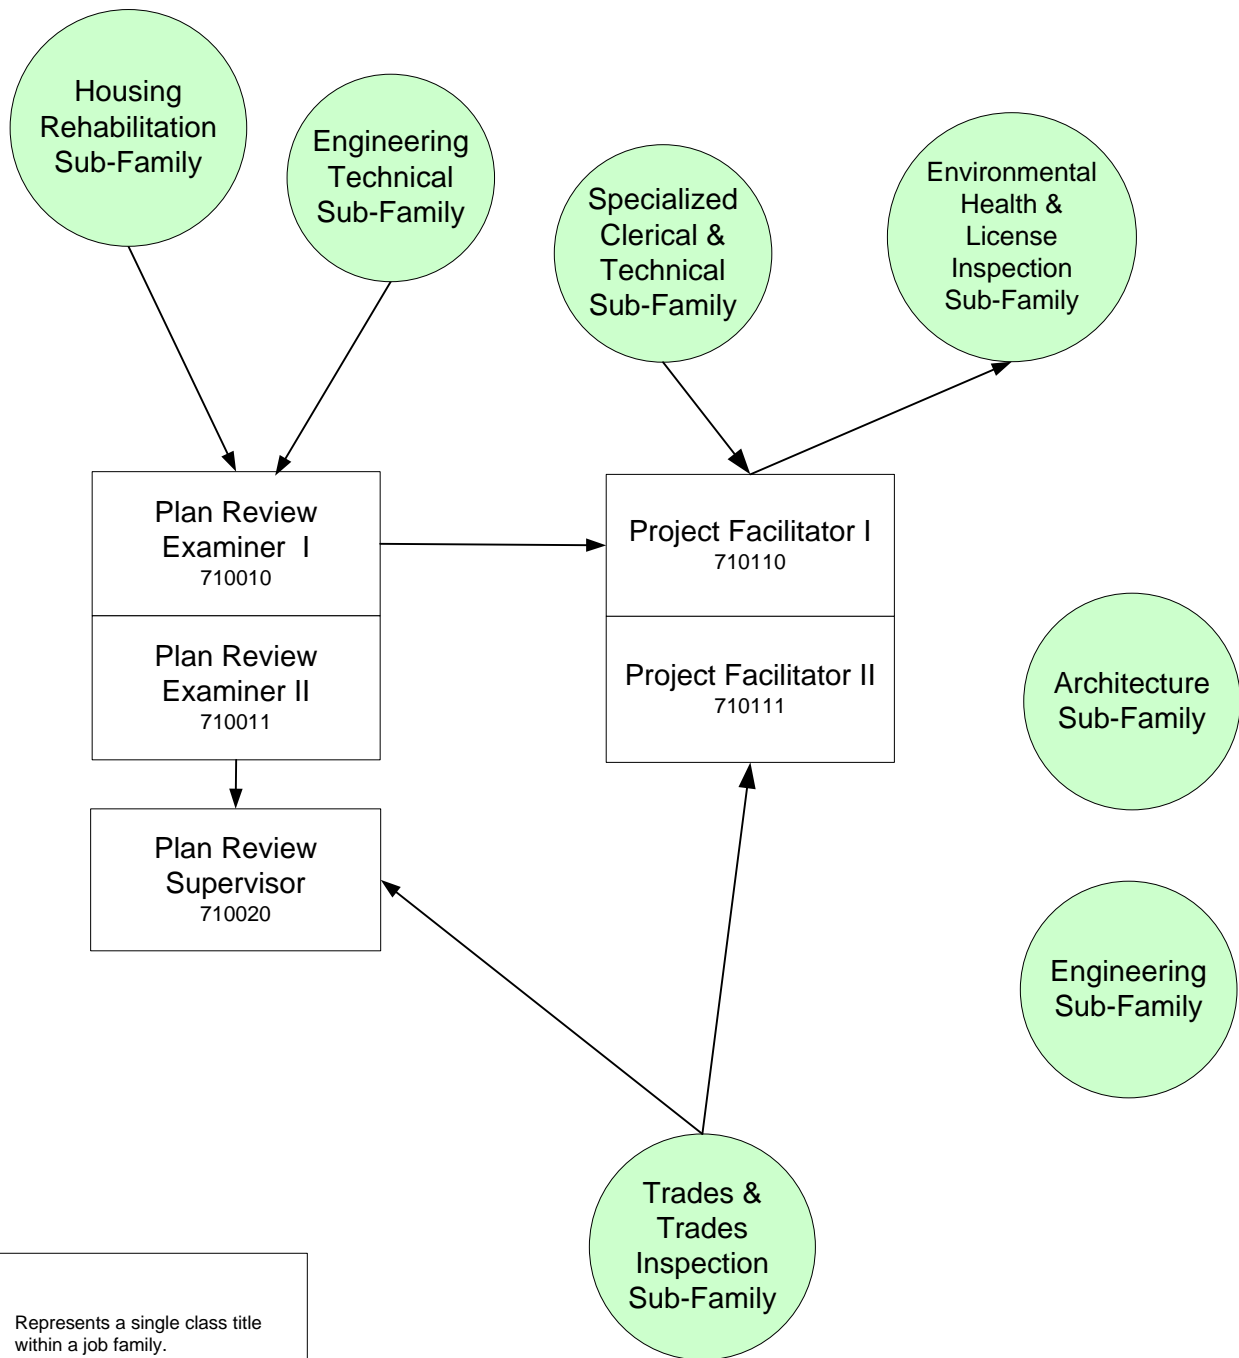 Housing
Rehabilitation
Sub-Family
Engineering
Technical
Sub-Family
Specialized
Clerical &
Technical
Sub-Family
Environmental
Health &
License
Inspection
Sub-Family
Plan Review
Examiner I
710010
Project Facilitator I
710110
Plan Review
Examiner II
710011
Project Facilitator II
710111
Architecture
Sub-Family
Plan Review
Supervisor
710020
Engineering
Sub-Family
Trades &
Trades
Inspection
Sub-Family
Represents a single class title
within a job family.